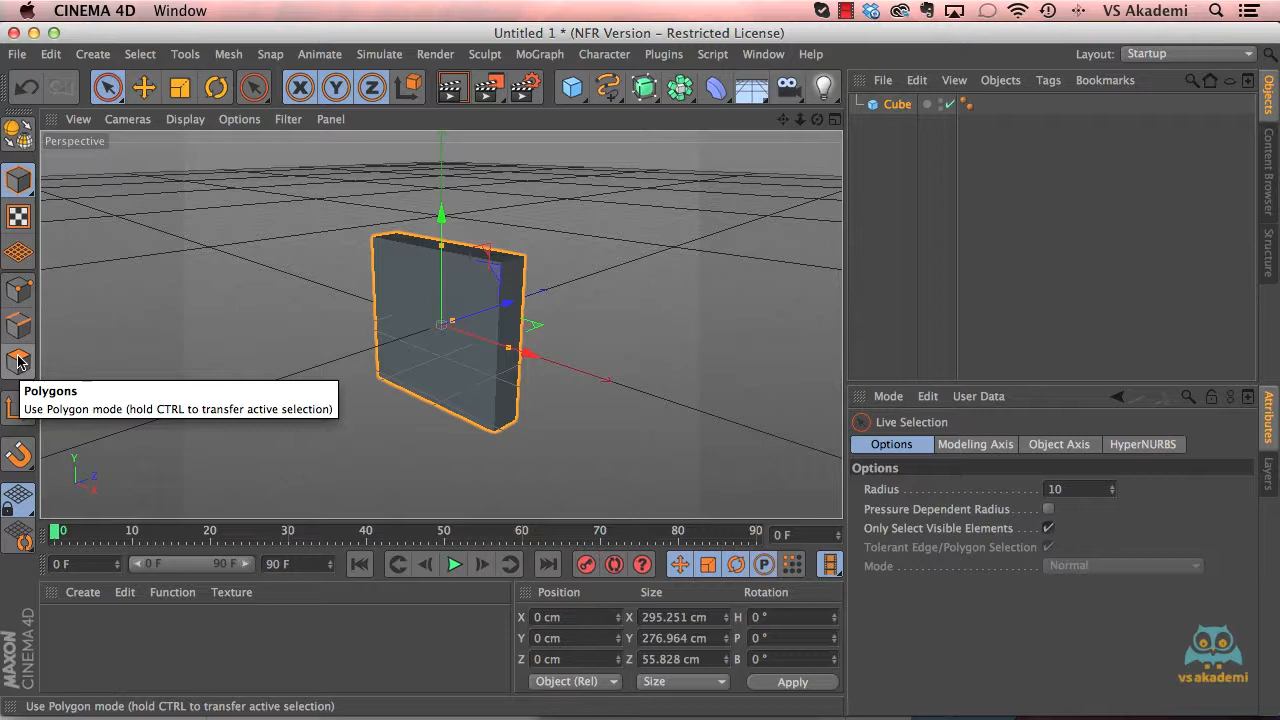 CINEMA 4D Window VS Akademi
Untitled 1 * (NFR Version - Restricted License)
File Edit Create Select Tools Mesh Snap Animate Simulate Render Sculpt MoGraph Character Plugins Script Window Help Layout: Startup
X Y Z
File Edit View Objects Tags Bookmarks
Cube
View Cameras Display Options Filter Panel
Perspective
Objects
Content Browser
Structure
Polygons
Use Polygon mode (hold CTRL to transfer active selection)
Y
Z
X
Mode Edit User Data
Live Selection
Options Modeling Axis Object Axis HyperNURBS
Options
Radius 10
Pressure Dependent Radius
Only Select Visible Elements
Tolerant Edge/Polygon Selection
Mode Normal
Attributes
Layers
0 10 20 30 40 50 60 70 80 90 0 F
0 F 0 F 90 F 90 F
P
Create Edit Function Texture
Position Size Rotation
X 0 cm X 295.251 cm H 0 °
Y 0 cm Y 276.964 cm P 0 °
Z 0 cm Z 55.828 cm B 0 °
Object (Rel) Size Apply
MAXON
CINEMA 4D
Use Polygon mode (hold CTRL to transfer active selection)
vs akademi